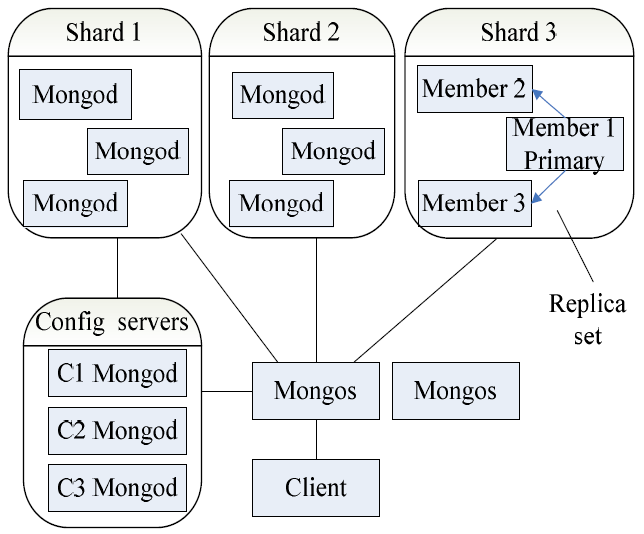 Shard 1
Shard 2
Shard 3
Mongod
Mongod
Mongod
Mongod
Mongod
Mongod
Member 2
Member 1
Primary
Member 3
Replica
set
Config servers
C1 Mongod
C2 Mongod
C3 Mongod
Mongos
Mongos
Client